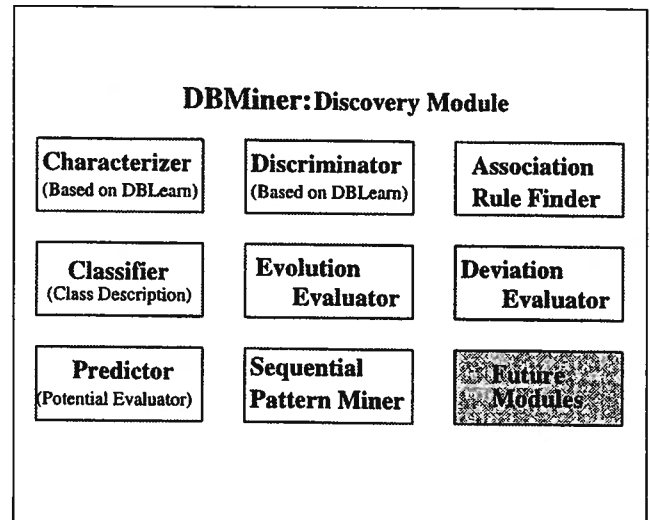 DBMiner: Discovery Module
Characterizer
(Based on DBLearn)
Discriminator
(Based on DBLearn)
Association
Rule Finder
Classifier
(Class Description)
Evolution
Evaluator
Deviation
Evaluator
Predictor
(Potential Evaluator)
Sequential
Pattern Miner
Future
Modules